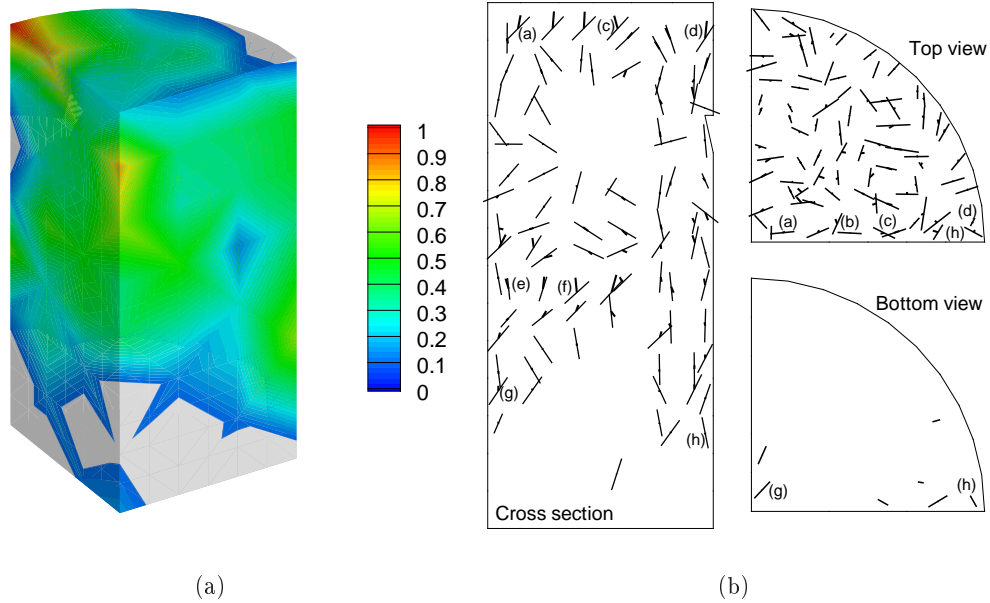 1
0.9
0.8
0.7
0.6
0.5
0.4
0.3
0.2
0.1
0
(a)
(c)
(d)
(e)
(f)
(g)
(h)
Cross section
Top view
(a)
(b)
(c)
(d)
(h)
Bottom view
(g)
(h)
(a)
(b)